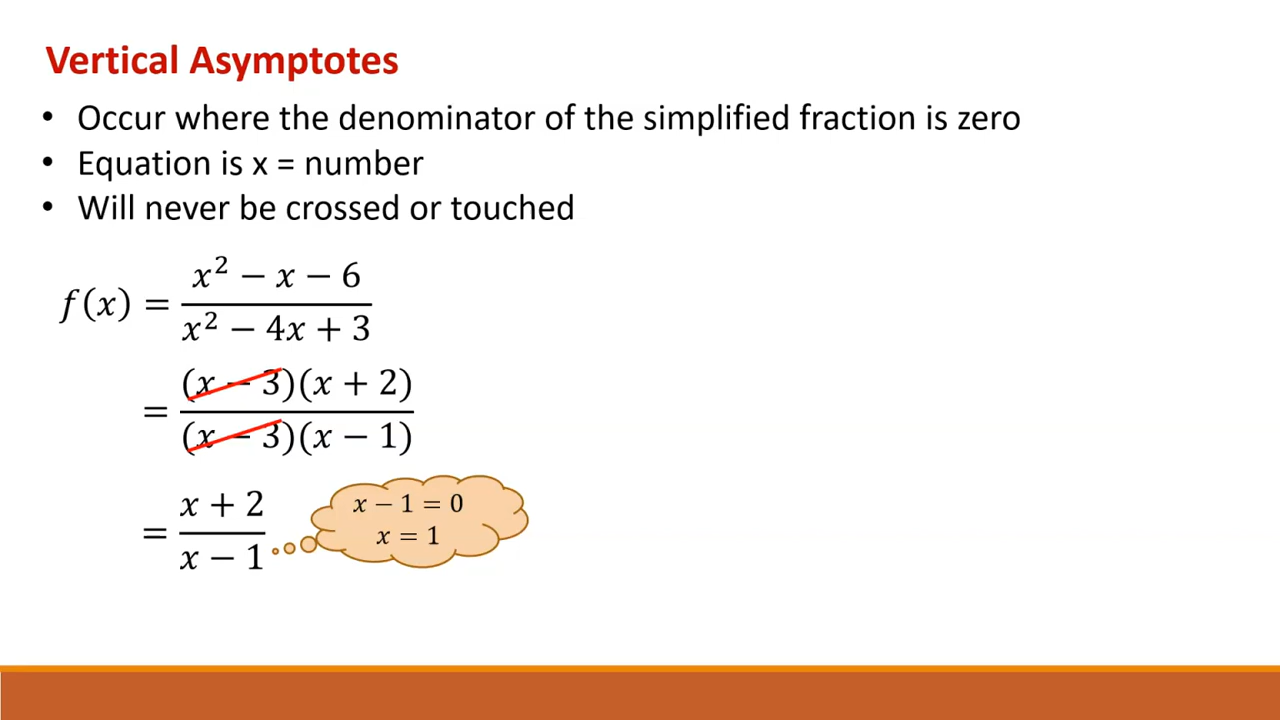 Vertical Asymptotes
• Occur where the denominator of the simplified fraction is zero
• Equation is x = number
• Will never be crossed or touched
f(x) = (x² − x − 6)/(x² − 4x + 3)
= ((x − 3)(x + 2))/((x − 3)(x − 1))
= (x + 2)/(x − 1)
x − 1 = 0
x = 1